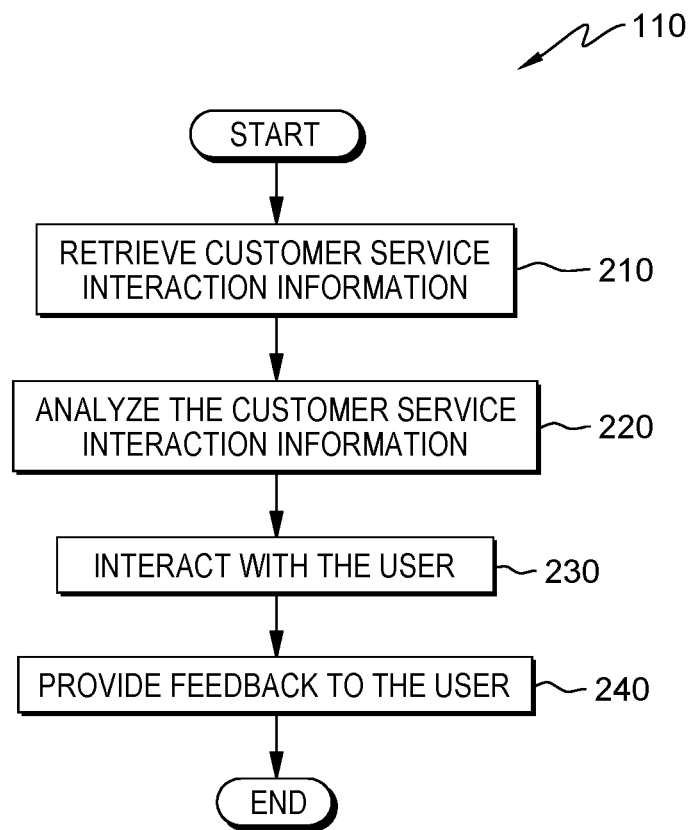 110
START
RETRIEVE CUSTOMER SERVICE
INTERACTION INFORMATION
210
ANALYZE THE CUSTOMER SERVICE
INTERACTION INFORMATION
220
INTERACT WITH THE USER
230
PROVIDE FEEDBACK TO THE USER
240
END